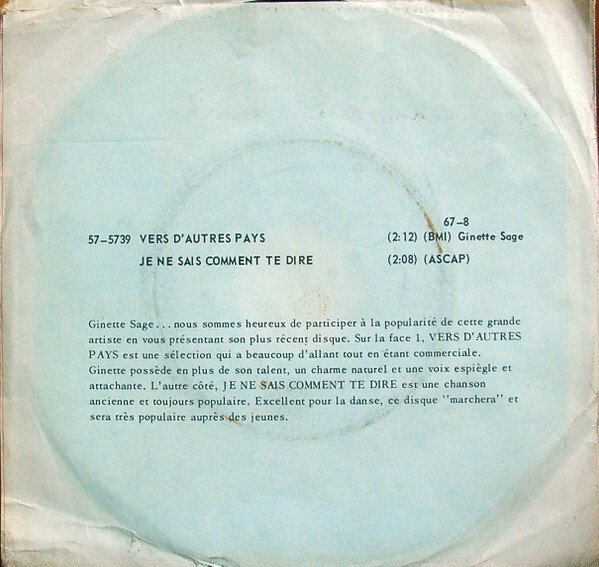 67-8
57-5739 VERS D'AUTRES PAYS (2:12) (BMI) Ginette Sage
JE NE SAIS COMMENT TE DIRE (2:08) (ASCAP)
Ginette Sage...nous sommes heureux de participer à la popularité de cette grande
artiste en vous présentant son plus récent disque. Sur la face 1, VERS D'AUTRES
PAYS est une sélection qui a beaucoup d'allant tout en étant commerciale.
Ginette possède en plus de son talent, un charme naturel et une voix espiègle et
attachante. L'autre côté, JE NE SAIS COMMENT TE DIRE est une chanson
ancienne et toujours populaire. Excellent pour la danse, ce disque "marchera" et
sera très populaire auprès des jeunes.